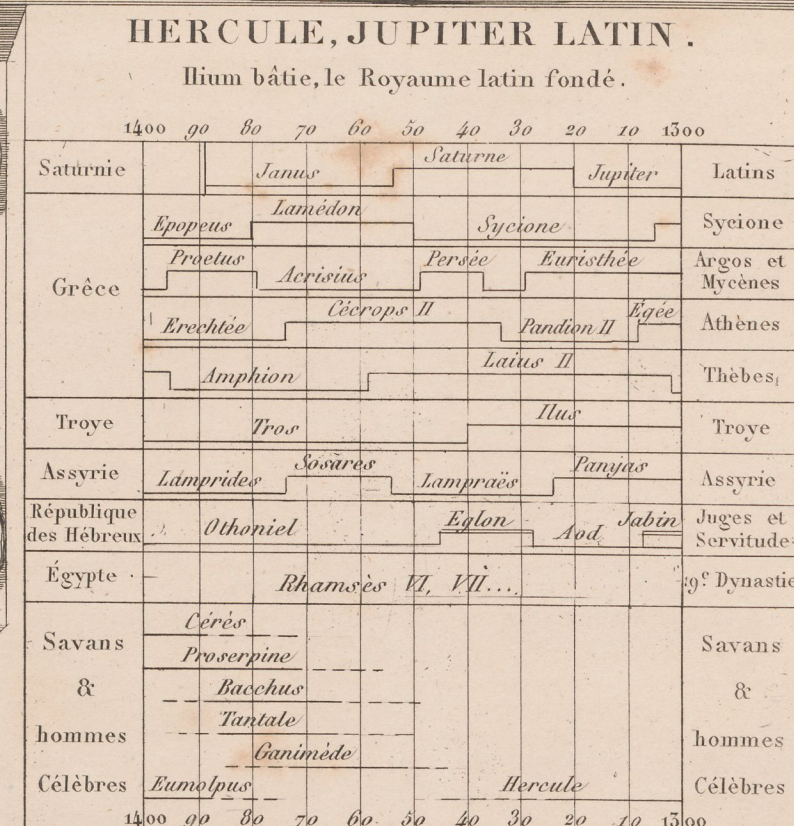 HERCULE, JUPITER LATIN.
Ilium bâtie, le Royaume latin fondé.
1400 90 80 70 60 50 40 30 20 10 1300
Saturnie Janus Saturne Jupiter Latins
Grêce
Epopeus Lamédon Sycione Sycione
Proetus Acrisius Persée Euristhée Argos et Mycènes
Erechtée Cécrops II Pandion II Egée Athènes
Amphion Laius II Thèbes
Troye Tros Ilus Troye
Assyrie Lamprides Sosares Lampraës Panyas Assyrie
République des Hébreux Othoniel Eglon Aod Jabin Juges et Servitude
Égypte Rhamsès VI, VII.... 19e Dynastie
Savans & hommes Célèbres
Cérés
Proserpine
Bacchus
Tantale
Ganimède
Eumolpus Hercule
Savans & hommes Célèbres
1400 90 80 70 60 50 40 30 20 10 1300